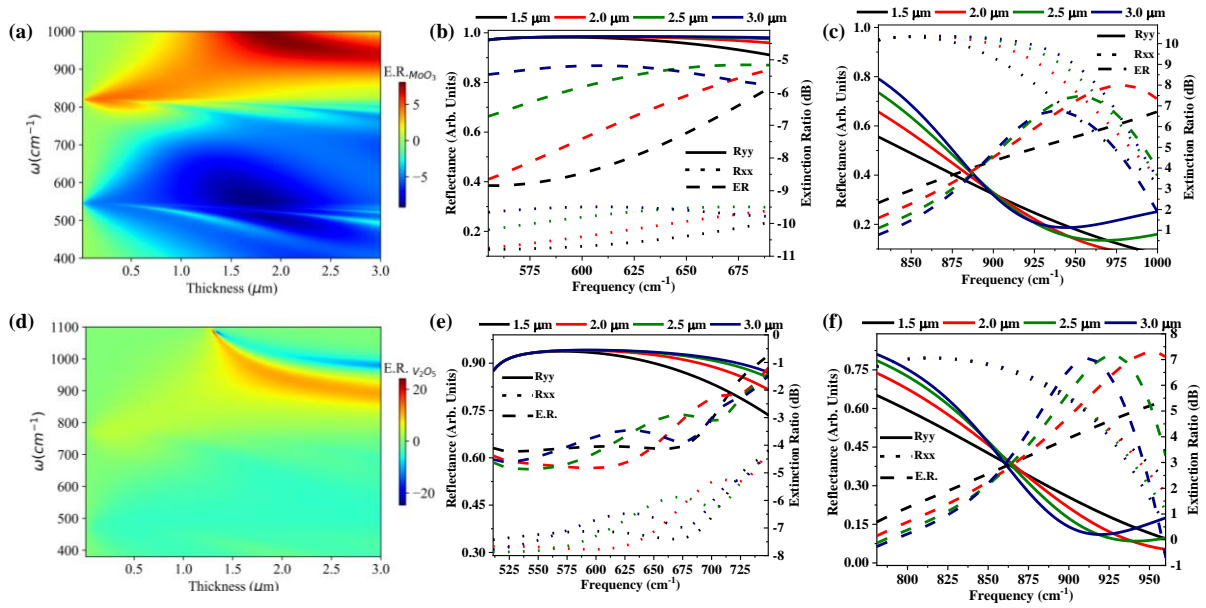 (a)
1000
900
800
700
600
500
400
ω(cm⁻¹)
0.5 1.0 1.5 2.0 2.5 3.0
Thickness (μm)
E.R.MoO₃
5
0
−5
(b)
1.5 μm 2.0 μm 2.5 μm 3.0 μm
1.0
0.8
0.6
0.4
0.2
Reflectance (Arb. Units)
Ryy
Rxx
ER
-4
-5
-6
-7
-8
-9
-10
-11
Extinction Ratio (dB)
575 600 625 650 675
Frequency (cm⁻¹)
(c)
1.5 μm 2.0 μm 2.5 μm 3.0 μm
1.0
0.8
0.6
0.4
0.2
Reflectance (Arb. Units)
Ryy
Rxx
ER
10
9
8
7
6
5
4
3
2
1
Extinction Ratio (dB)
850 875 900 925 950 975 1000
Frequency (cm⁻¹)
(d)
1100
1000
900
800
700
600
500
400
ω(cm⁻¹)
0.6 1.2 1.8 2.4 3.0
Thickness (μm)
E.R. V₂O₅
20
0
−20
(e)
1.5 μm 2.0 μm 2.5 μm 3.0 μm
0.90
0.75
0.60
0.45
0.30
Reflectance (Arb. Units)
Ryy
Rxx
E.R.
0
-1
-2
-3
-4
-5
-6
-7
-8
Extinction Ratio (dB)
525 550 575 600 625 650 675 700 725
Frequency (cm⁻¹)
(f)
1.5 μm 2.0 μm 2.5 μm 3.0 μm
0.75
0.60
0.45
0.30
0.15
0.00
Reflectance (Arb. Units)
Ryy
Rxx
E.R.
8
7
6
5
4
3
2
1
0
-1
Extinction Ratio (dB)
800 825 850 875 900 925 950
Frequency (cm⁻¹)